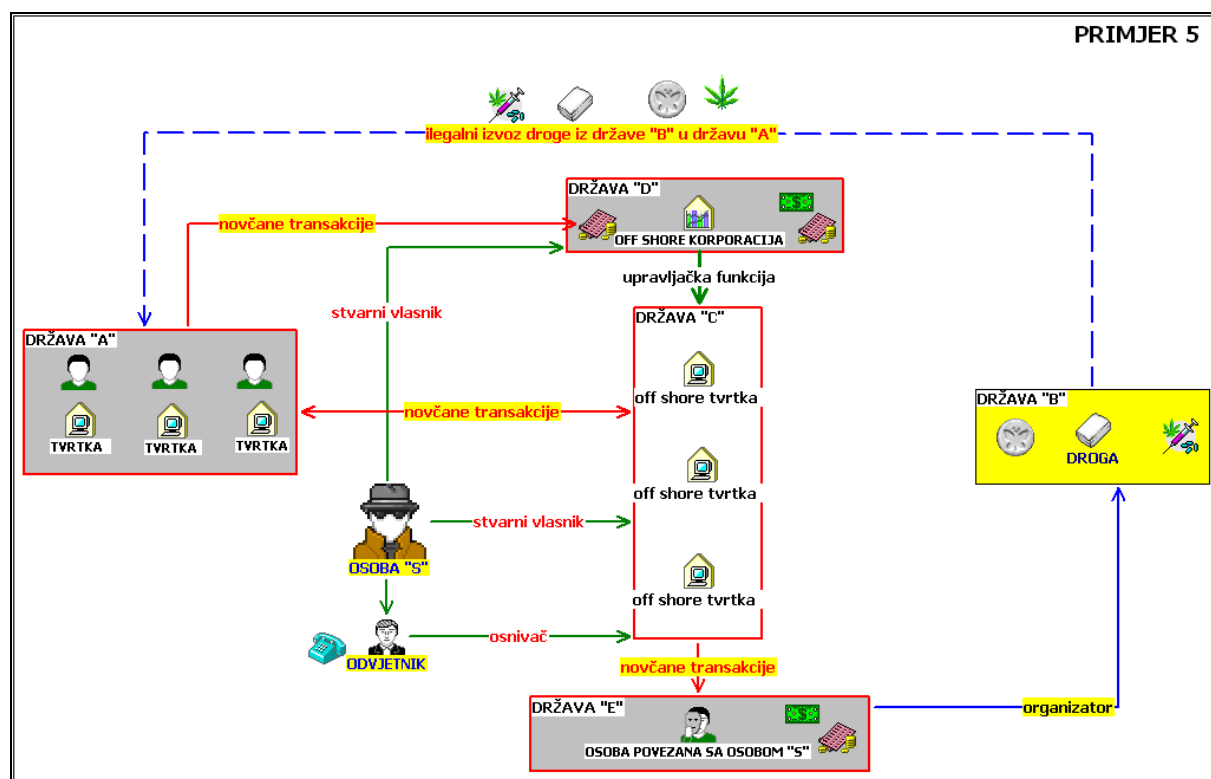 PRIMJER 5
ilegalni izvoz droge iz države "B" u državu "A"
DRŽAVA "D"
OFF SHORE KORPORACIJA
novčane transakcije
upravljačka funkcija
stvarni vlasnik
DRŽAVA "C"
DRŽAVA "A"
TVRTKA
TVRTKA
TVRTKA
off shore tvrtka
novčane transakcije
DRŽAVA "B"
DROGA
off shore tvrtka
stvarni vlasnik
OSOBA "S"
off shore tvrtka
osnivač
ODVJETNIK
novčane transakcije
DRŽAVA "E"
organizator
OSOBA POVEZANA SA OSOBOM "S"